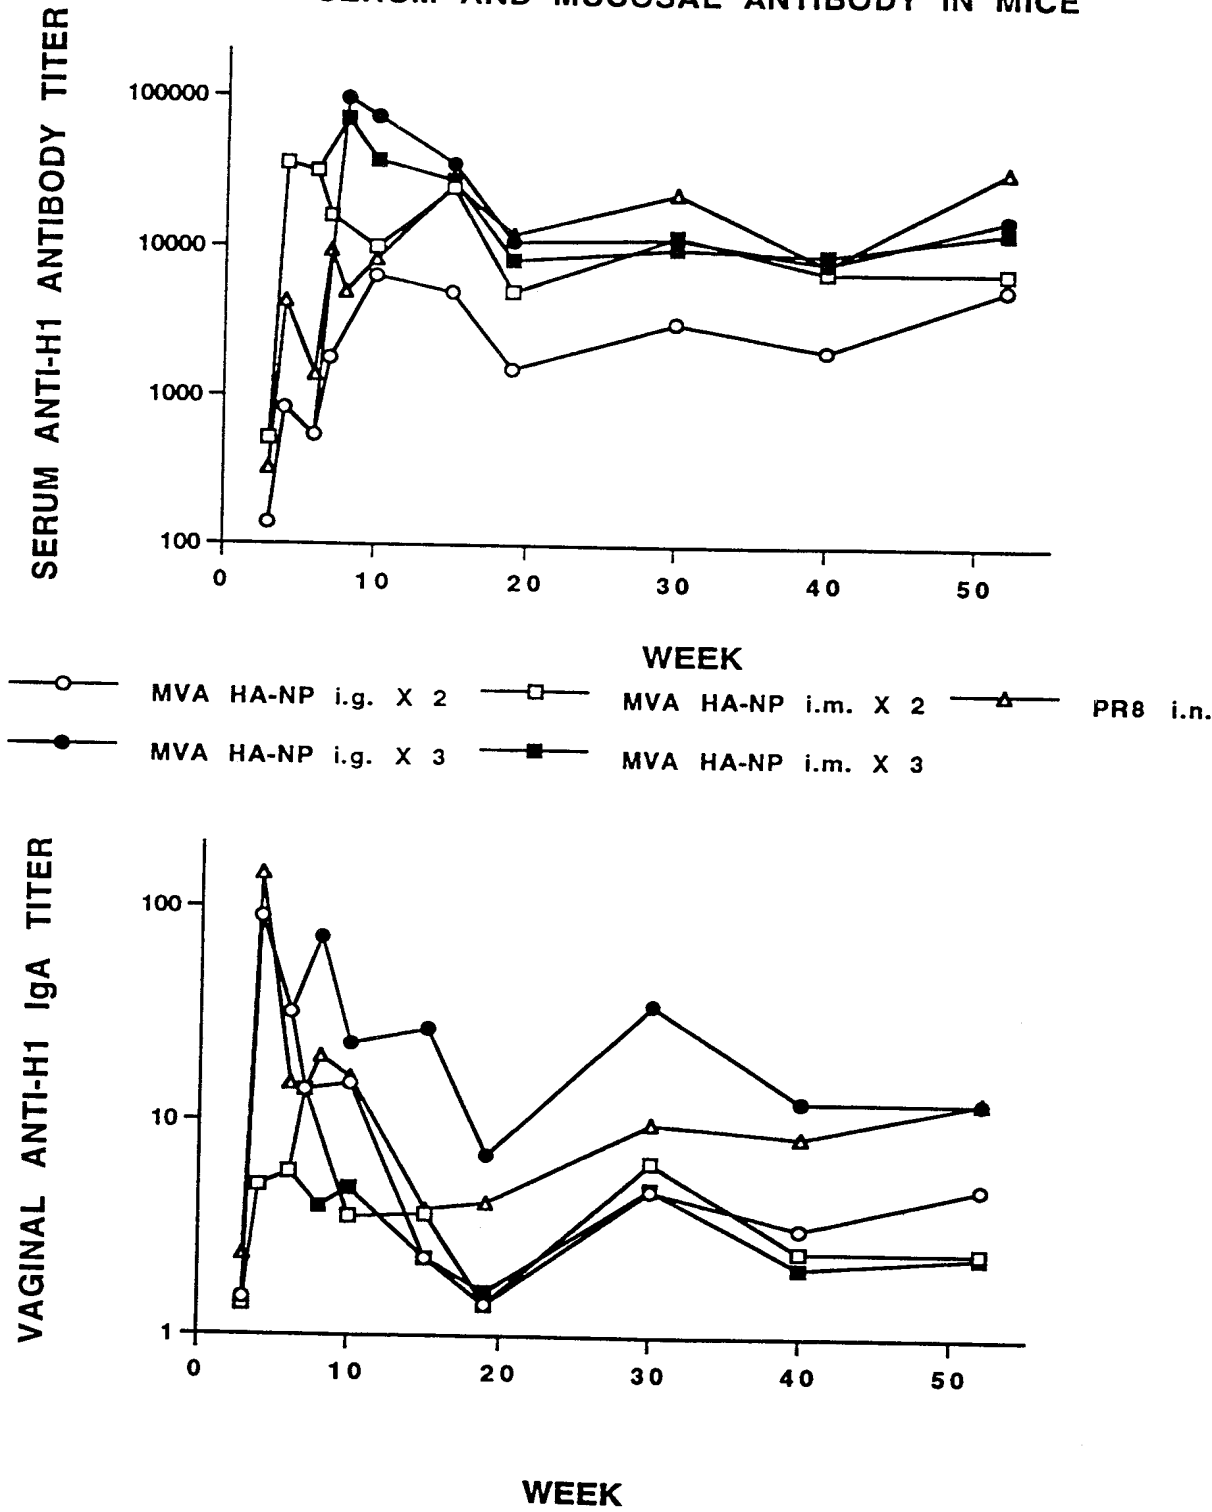 SERUM AND MUCOSAL ANTIBODY IN MICE
SERUM ANTI-H1 ANTIBODY TITER
100000
10000
1000
100
0 10 20 30 40 50
WEEK
MVA HA-NP i.g. X 2 MVA HA-NP i.m. X 2 PR8 i.n.
MVA HA-NP i.g. X 3 MVA HA-NP i.m. X 3
VAGINAL ANTI-H1 IgA TITER
100
10
1
0 10 20 30 40 50
WEEK